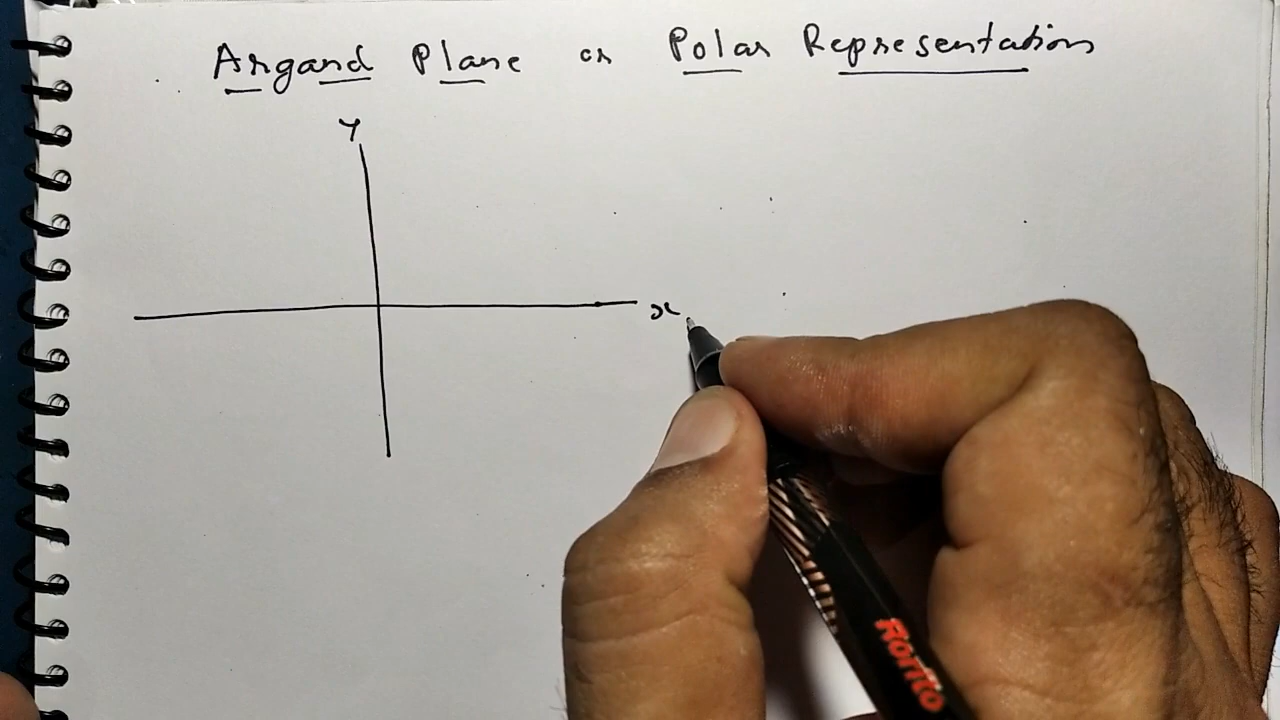 Argand Plane or Polar Representation
Y
x
Rorito